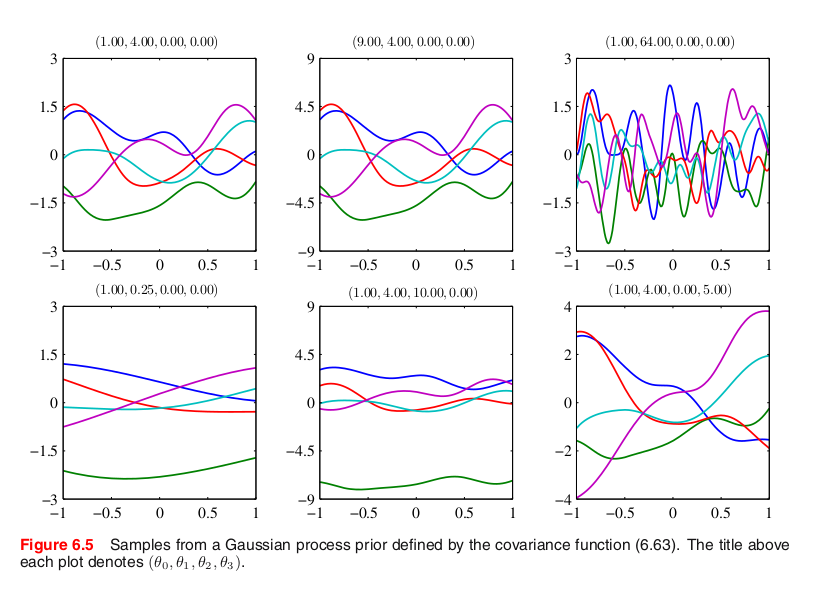 (1.00, 4.00, 0.00, 0.00)
(9.00, 4.00, 0.00, 0.00)
(1.00, 64.00, 0.00, 0.00)
3
1.5
0
−1.5
−3
−1 −0.5 0 0.5 1
9
4.5
0
−4.5
−9
−1 −0.5 0 0.5 1
3
1.5
0
−1.5
−3
−1 −0.5 0 0.5 1
(1.00, 0.25, 0.00, 0.00)
(1.00, 4.00, 10.00, 0.00)
(1.00, 4.00, 0.00, 5.00)
3
1.5
0
−1.5
−3
−1 −0.5 0 0.5 1
9
4.5
0
−4.5
−9
−1 −0.5 0 0.5 1
4
2
0
−2
−4
−1 −0.5 0 0.5 1
Figure 6.5 Samples from a Gaussian process prior defined by the covariance function (6.63). The title above
each plot denotes (θ₀, θ₁, θ₂, θ₃).